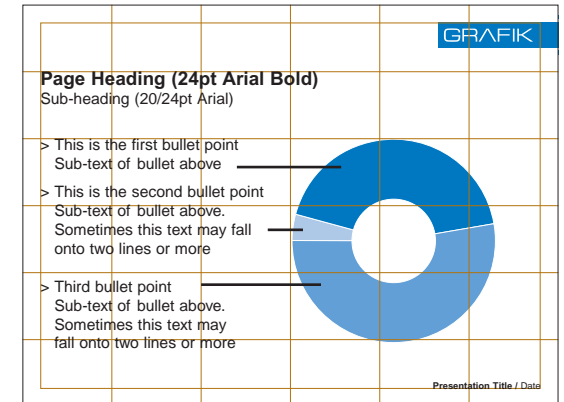 GRAFIK
Page Heading (24pt Arial Bold)
Sub-heading (20/24pt Arial)
> This is the first bullet point
Sub-text of bullet above
> This is the second bullet point
Sub-text of bullet above.
Sometimes this text may fall
onto two lines or more
> Third bullet point
Sub-text of bullet above.
Sometimes this text may
fall onto two lines or more
Presentation Title / Date